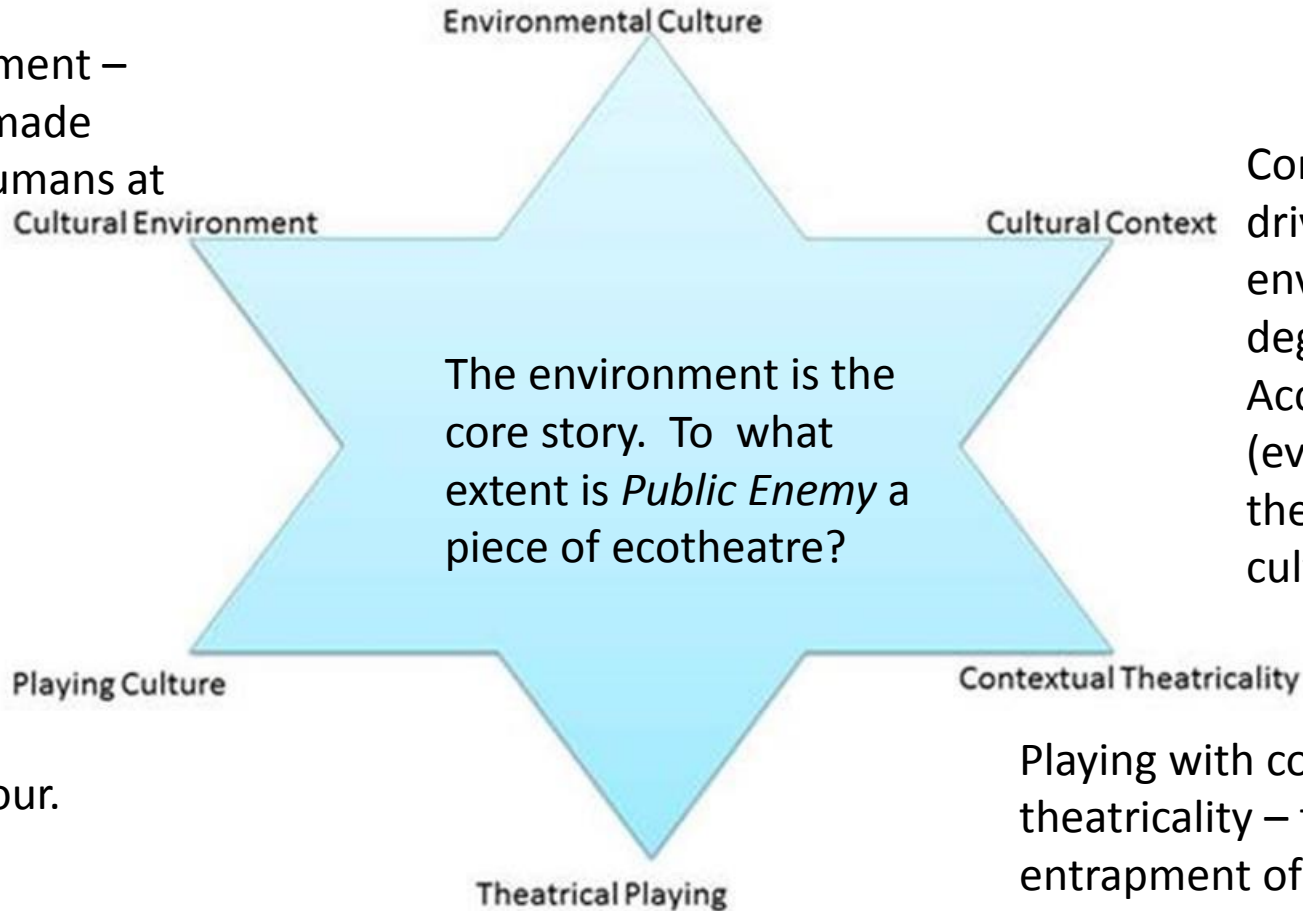 Environmental Culture
ment –
made
umans at
Cultural Environment
Cultural Context
Cor
driv
env
deg
Acc
(ev
the
cul
The environment is the
core story. To what
extent is Public Enemy a
piece of ecotheatre?
Playing Culture
Contextual Theatricality
our.
Playing with co
theatricality – t
entrapment of
Theatrical Playing